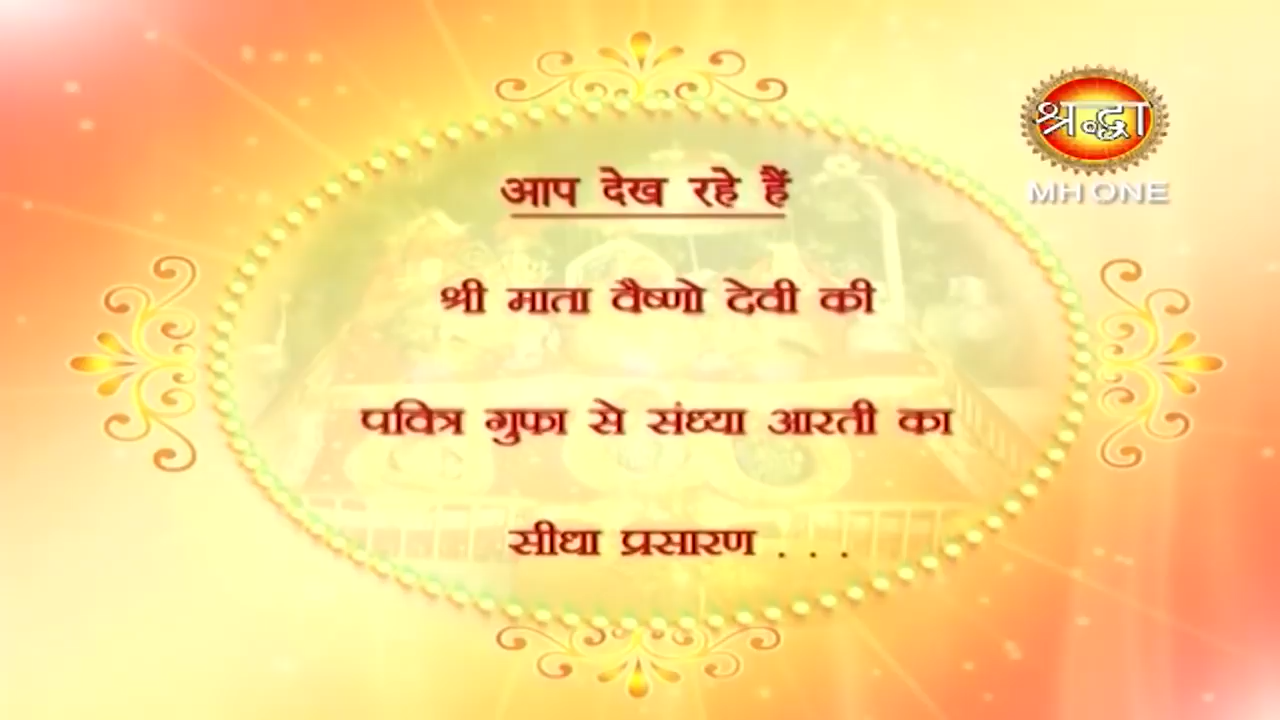 श्रद्धा
MH ONE
आप देख रहे हैं
श्री माता वैष्णो देवी की
पवित्र गुफा से संध्या आरती का
सीधा प्रसारण . . .